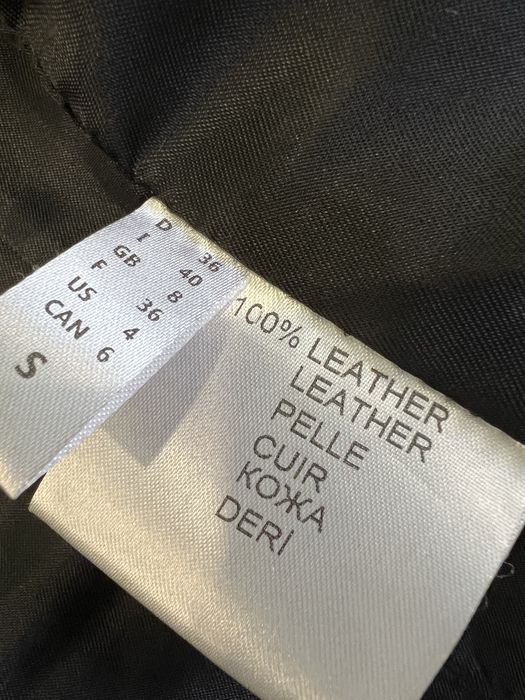 D 36
I 40
GB 8
F 36
US 4
CAN 6
S
100% LEATHER
LEATHER
PELLE
CUIR
КОЖА
DERİ